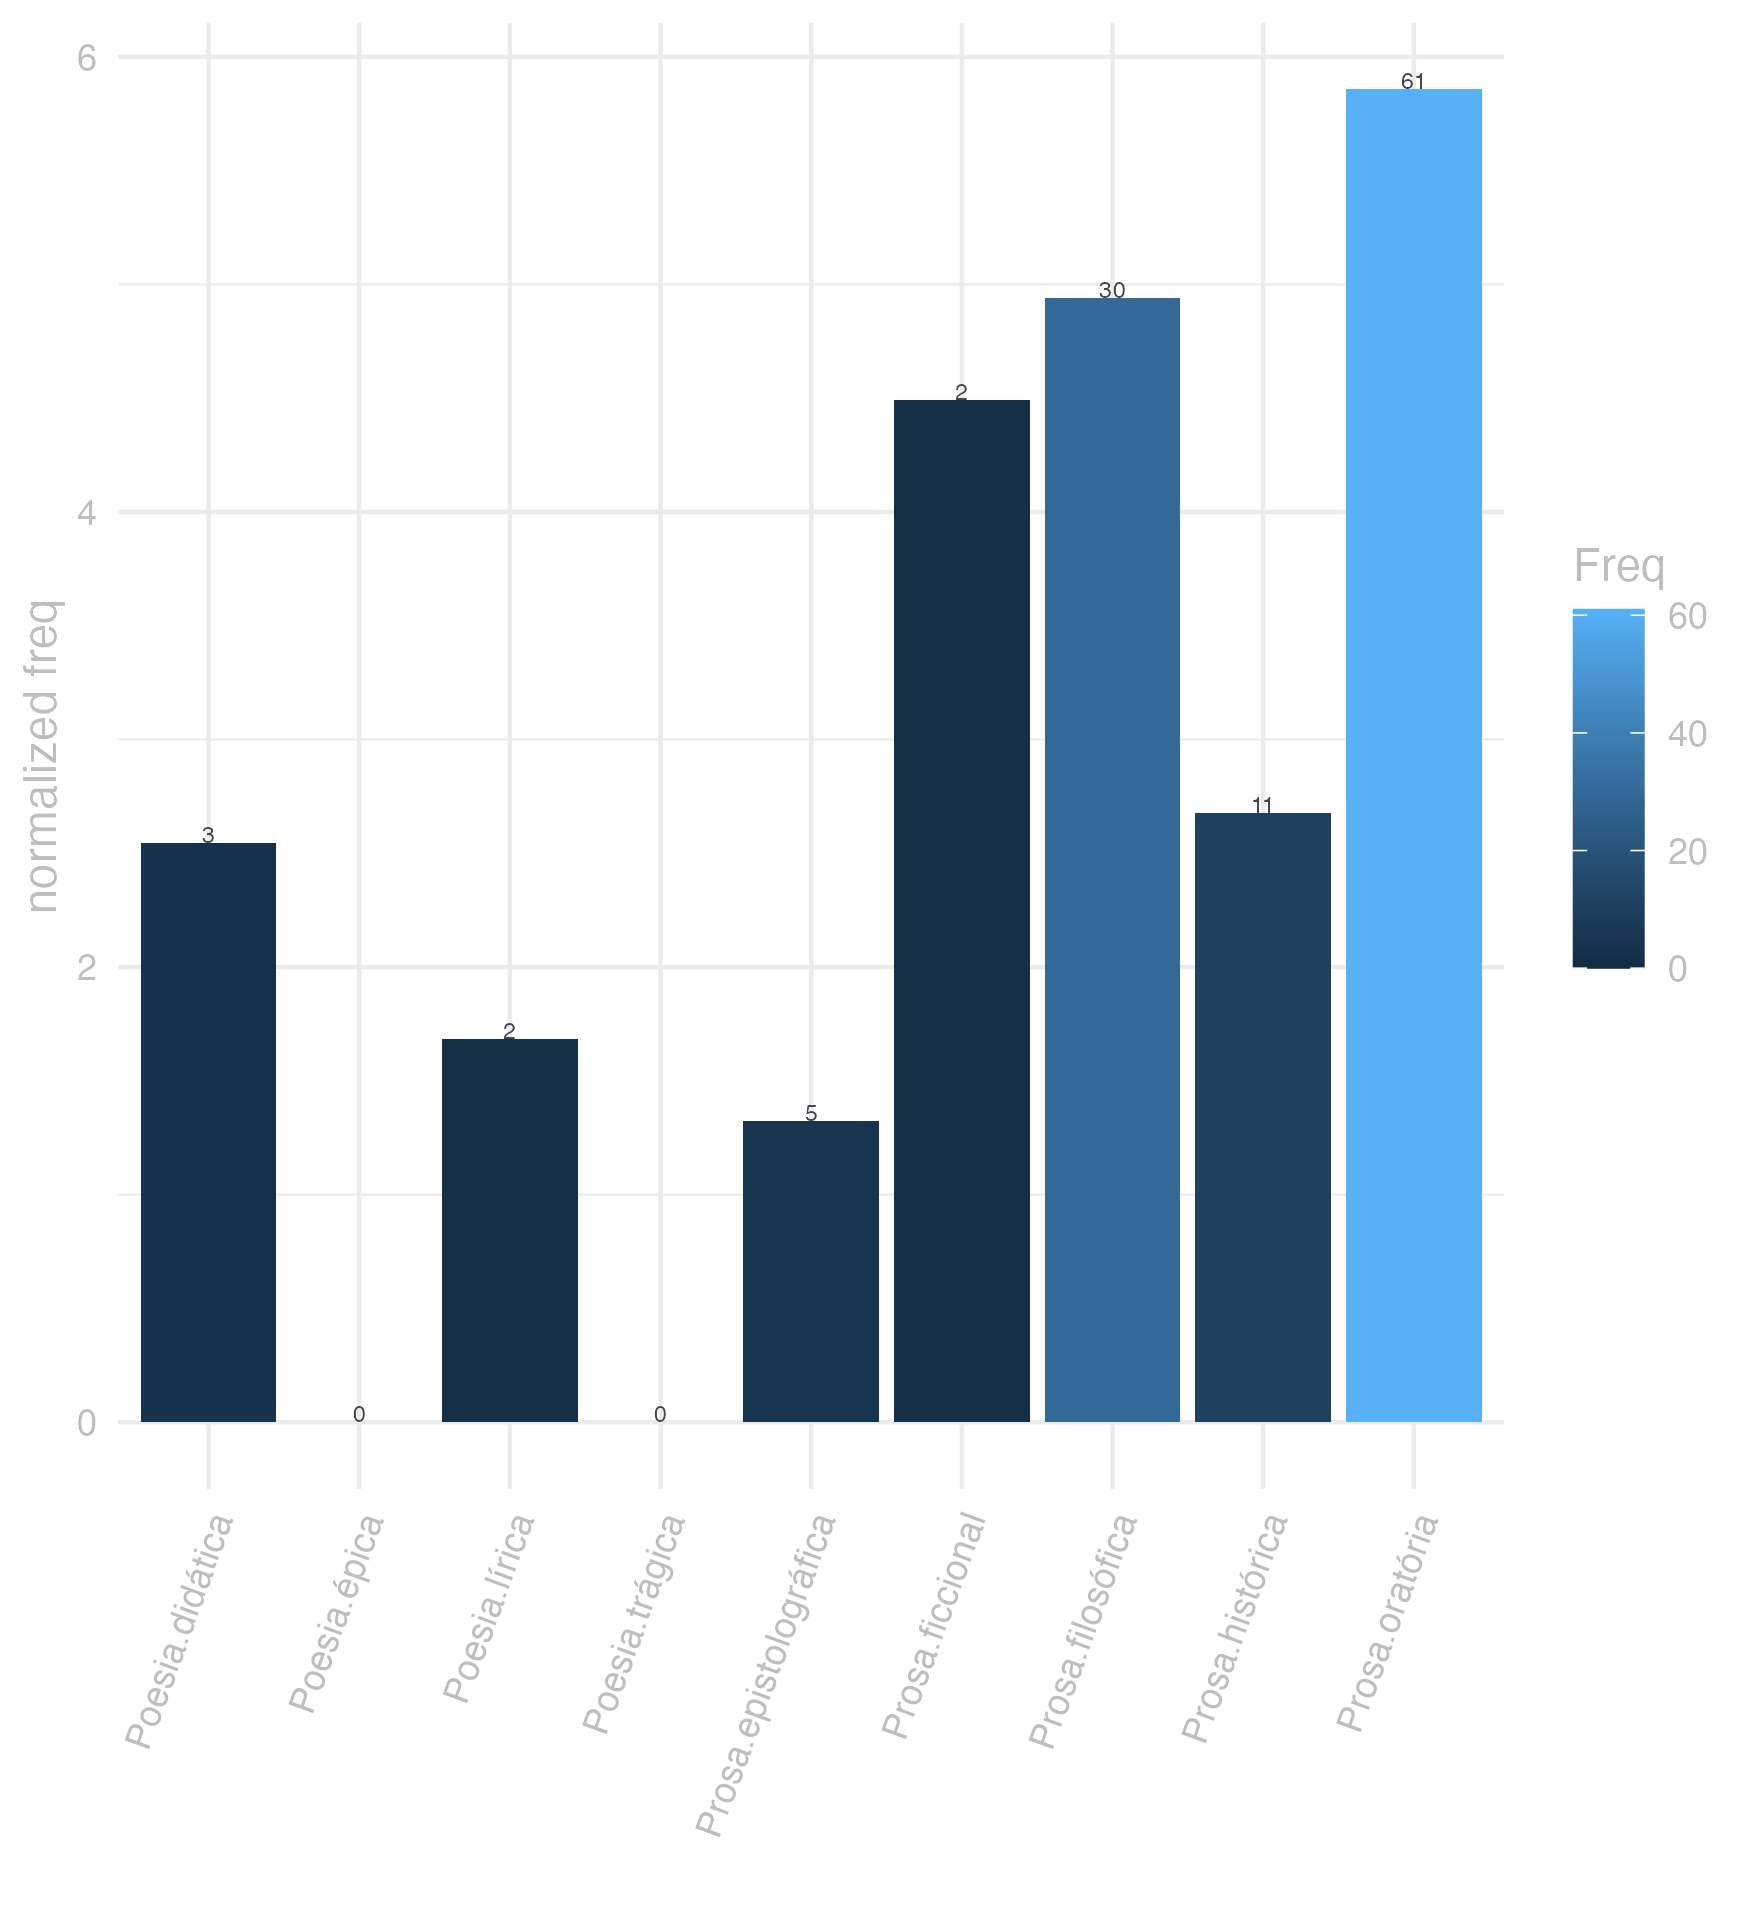 normalized freq
6
4
2
0
3
0
2
0
5
2
30
11
61
Poesia.didática
Poesia.épica
Poesia.lírica
Poesia.trágica
Prosa.epistolográfica
Prosa.ficcional
Prosa.filosófica
Prosa.histórica
Prosa.oratória
Freq
60
40
20
0